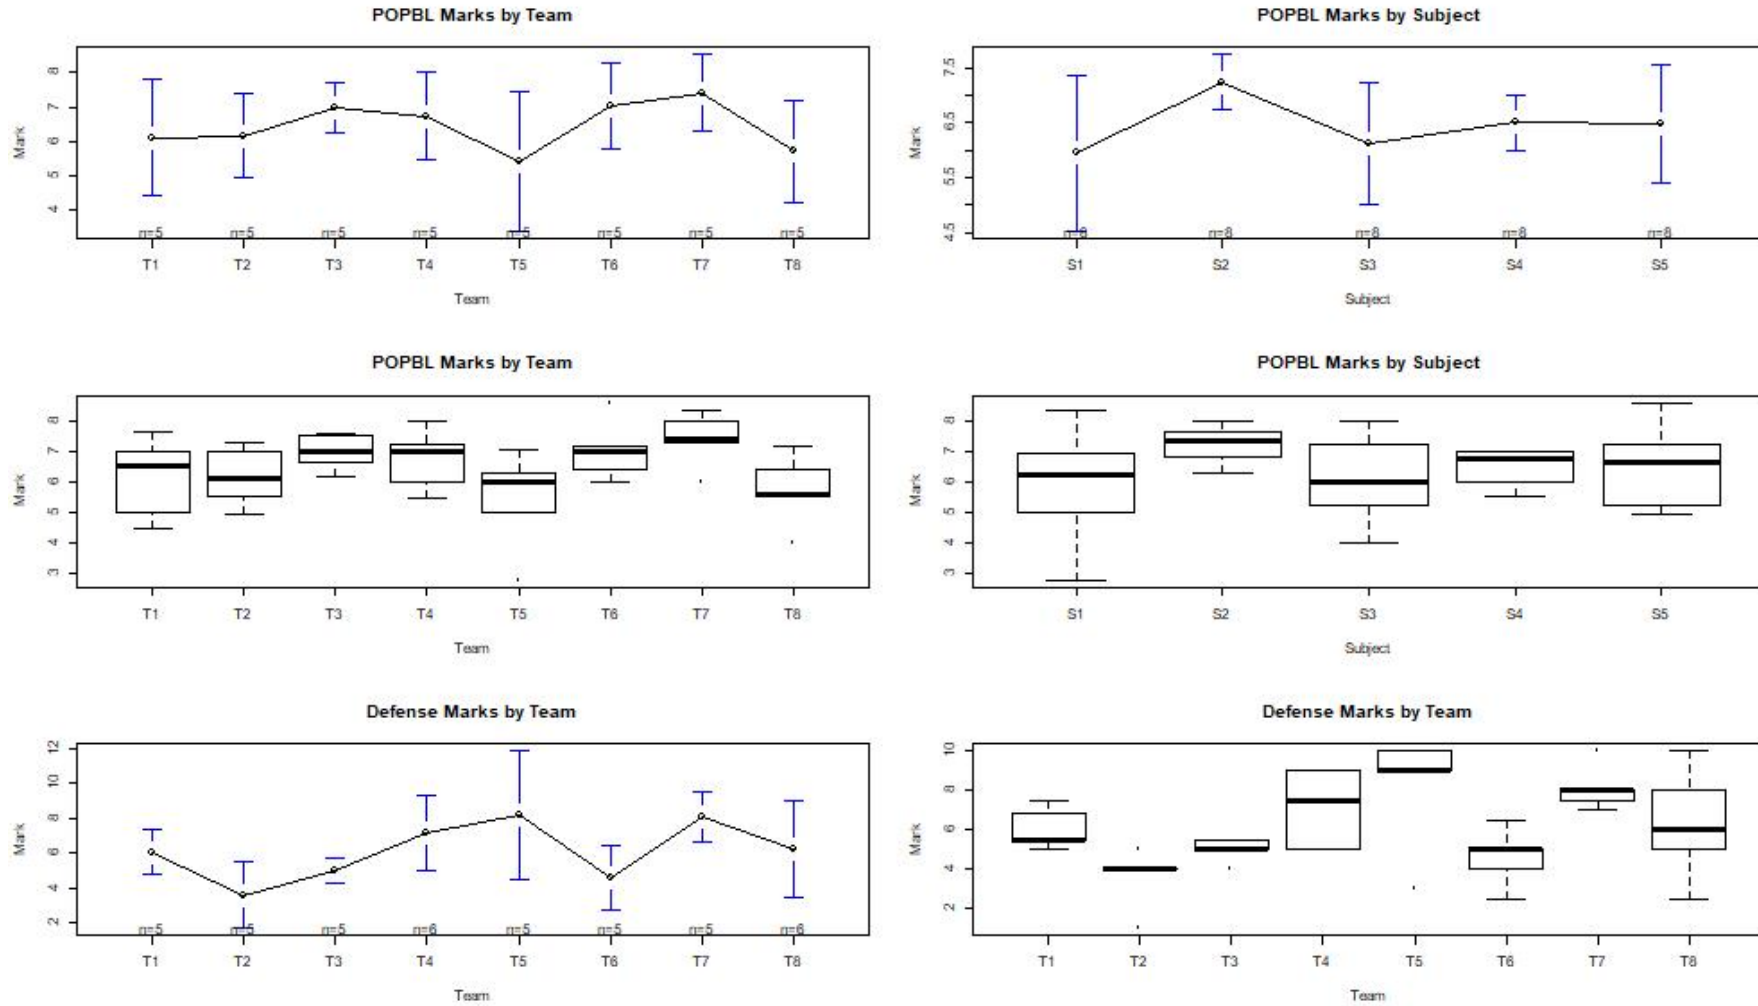 POPBL Marks by Team
Mark
8
7
6
5
4
n=5 n=5 n=5 n=5 n=5 n=5 n=5 n=5
T1 T2 T3 T4 T5 T6 T7 T8
Team
POPBL Marks by Subject
Mark
7.5
6.5
5.5
4.5
n=8 n=8 n=8 n=8 n=8
S1 S2 S3 S4 S5
Subject
POPBL Marks by Team
Mark
8
7
6
5
4
3
T1 T2 T3 T4 T5 T6 T7 T8
Team
POPBL Marks by Subject
Mark
8
7
6
5
4
3
S1 S2 S3 S4 S5
Subject
Defense Marks by Team
Mark
12
10
8
6
4
2
n=5 n=5 n=5 n=6 n=5 n=5 n=5 n=6
T1 T2 T3 T4 T5 T6 T7 T8
Team
Defense Marks by Team
Mark
10
8
6
4
2
T1 T2 T3 T4 T5 T6 T7 T8
Team